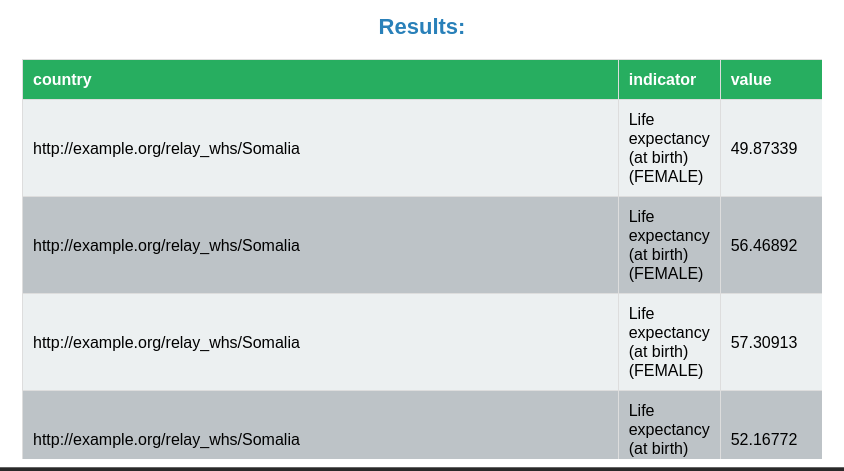 Results:
country indicator value
http://example.org/relay_whs/Somalia Life expectancy (at birth) (FEMALE) 49.87339
http://example.org/relay_whs/Somalia Life expectancy (at birth) (FEMALE) 56.46892
http://example.org/relay_whs/Somalia Life expectancy (at birth) (FEMALE) 57.30913
http://example.org/relay_whs/Somalia Life expectancy (at birth) 52.16772